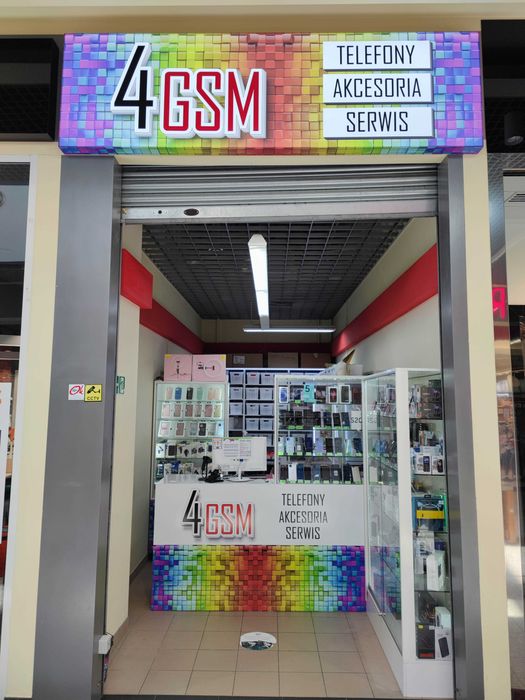 4GSM
TELEFONY
AKCESORIA
SERWIS
CCTV
4GSM
TELEFONY
AKCESORIA
SERWIS